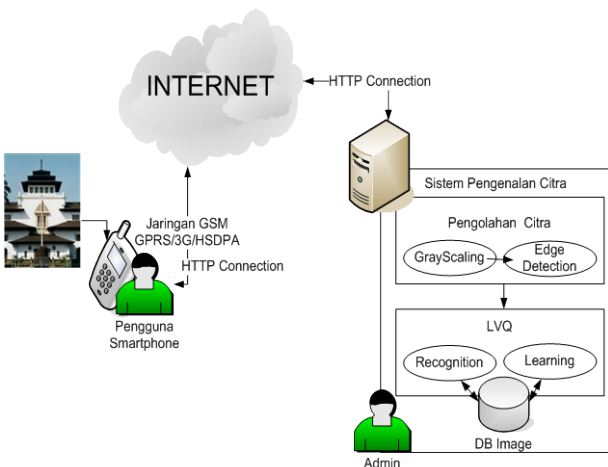 INTERNET
HTTP Connection
Jaringan GSM
GPRS/3G/HSDPA
HTTP Connection
Pengguna
Smartphone
Sistem Pengenalan Citra
Pengolahan Citra
GrayScaling
Edge
Detection
LVQ
Recognition
Learning
DB Image
Admin